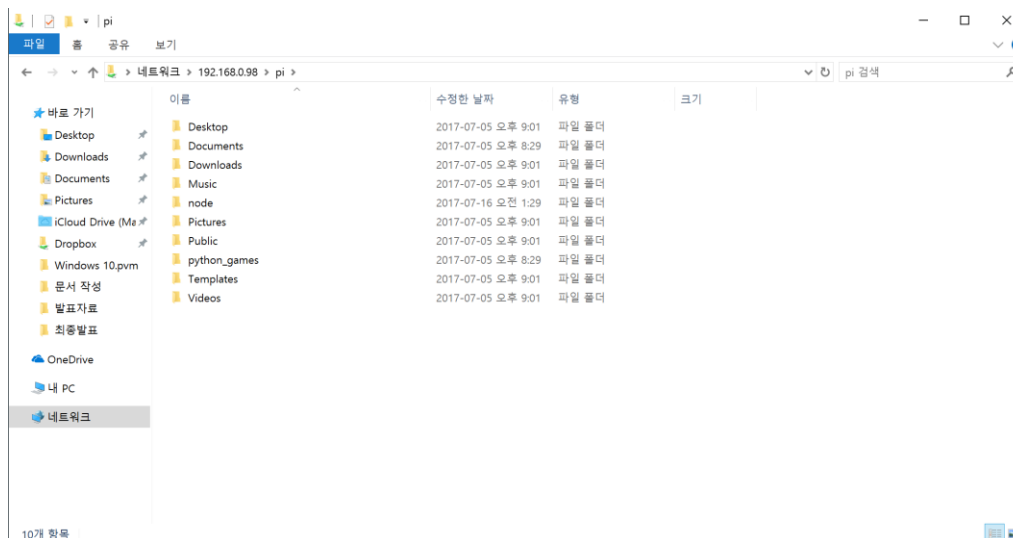 pi
파일 홈 공유 보기
네트워크 > 192.168.0.98 > pi >
pi 검색
이름 수정한 날짜 유형 크기
바로 가기
Desktop
Downloads
Documents
Pictures
iCloud Drive (Ma
Dropbox
Windows 10.pvm
문서 작성
발표자료
최종발표
OneDrive
내 PC
네트워크
Desktop 2017-07-05 오후 9:01 파일 폴더
Documents 2017-07-05 오후 8:29 파일 폴더
Downloads 2017-07-05 오후 9:01 파일 폴더
Music 2017-07-05 오후 9:01 파일 폴더
node 2017-07-16 오전 1:29 파일 폴더
Pictures 2017-07-05 오후 9:01 파일 폴더
Public 2017-07-05 오후 9:01 파일 폴더
python_games 2017-07-05 오후 8:29 파일 폴더
Templates 2017-07-05 오후 9:01 파일 폴더
Videos 2017-07-05 오후 9:01 파일 폴더
10개 항목